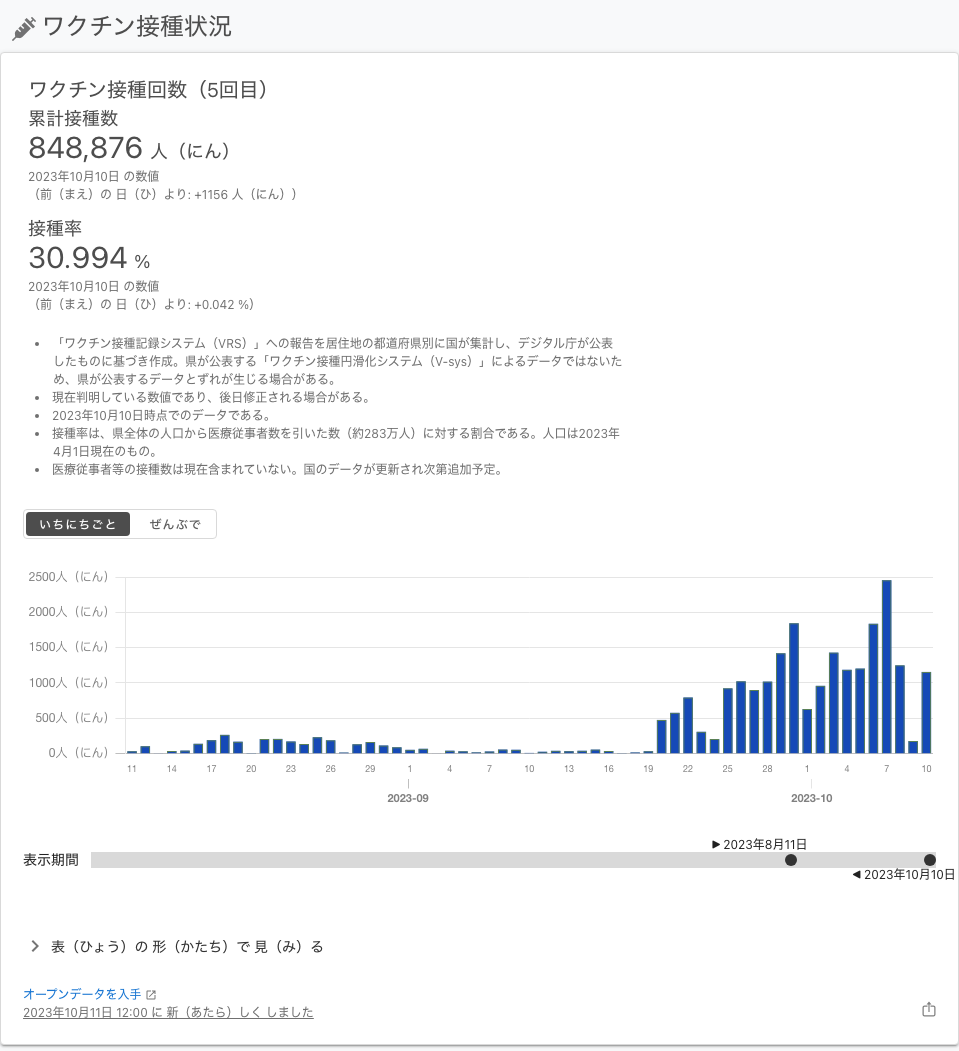 ワクチン接種状況
ワクチン接種回数（5回目）
累計接種数
848,876 人（にん）
2023年10月10日 の数値
（前（まえ）の 日（ひ）より: +1156 人（にん））
接種率
30.994 %
2023年10月10日 の数値
（前（まえ）の 日（ひ）より: +0.042 %）
• 「ワクチン接種記録システム（VRS）」への報告を居住地の都道府県別に国が集計し、デジタル庁が公表
したものに基づき作成。県が公表する「ワクチン接種円滑化システム（V-sys）」によるデータではないた
め、県が公表するデータとずれが生じる場合がある。
• 現在判明している数値であり、後日修正される場合がある。
• 2023年10月10日時点でのデータである。
• 接種率は、県全体の人口から医療従事者数を引いた数（約283万人）に対する割合である。人口は2023年
4月1日現在のもの。
• 医療従事者等の接種数は現在含まれていない。国のデータが更新され次第追加予定。
いちにちごと ぜんぶで
2500人（にん）
2000人（にん）
1500人（にん）
1000人（にん）
500人（にん）
0人（にん）
11 14 17 20 23 26 29 1 4 7 10 13 16 19 22 25 28 1 4 7 10
2023-09 2023-10
▶ 2023年8月11日
表示期間
◀ 2023年10月10日
表（ひょう）の 形（かたち）で 見（み）る
オープンデータを入手
2023年10月11日 12:00 に 新（あたら）しく しました